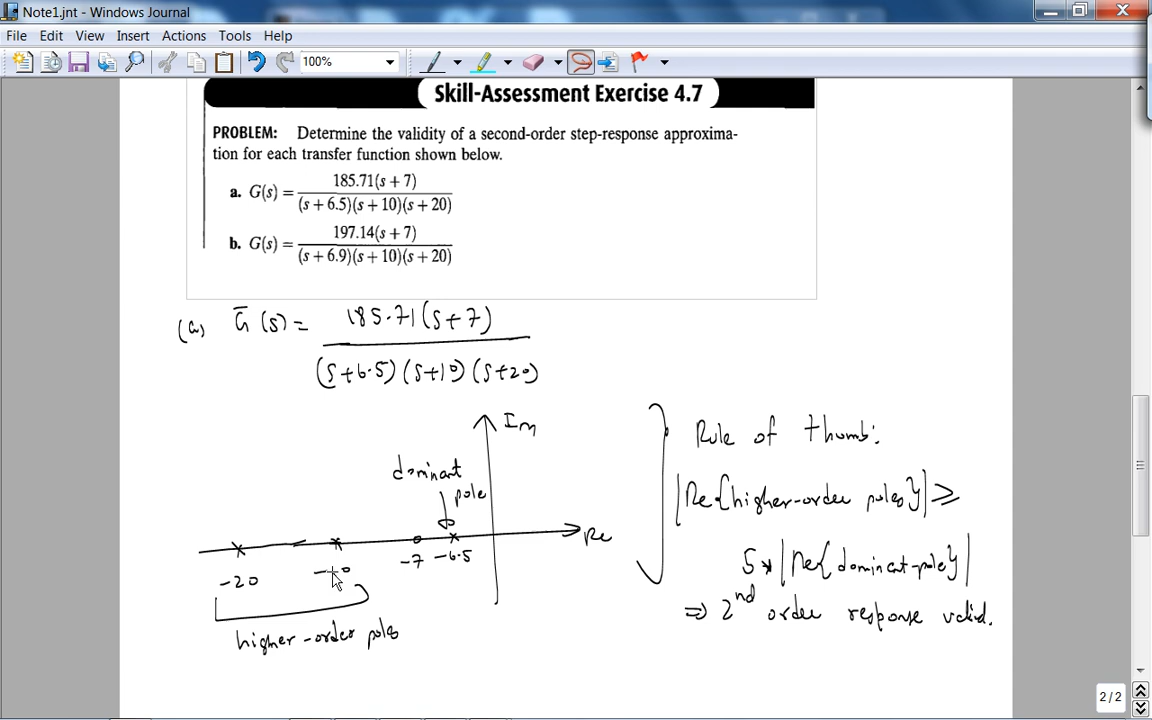 Note1.jnt - Windows Journal
File Edit View Insert Actions Tools Help
100%
Skill-Assessment Exercise 4.7
PROBLEM: Determine the validity of a second-order step-response approxima-
tion for each transfer function shown below.
a. G(s) = 185.71(s + 7) / (s + 6.5)(s + 10)(s + 20)
b. G(s) = 197.14(s + 7) / (s + 6.9)(s + 10)(s + 20)
(a) G(s) = 185.71(s+7) / (s+6.5)(s+10)(s+20)
Im
dominant
pole
Re
-20 -10 -7 -6.5
higher-order poles
Rule of thumb:
|Re{higher-order poles}| ≥
5*|Re{dominant-pole}|
⇒ 2nd order response valid.
2 / 2